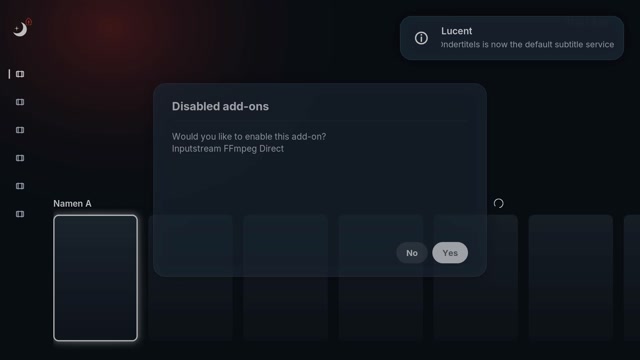 Lucent
ndertitels is now the default subtitle service
Disabled add-ons
Would you like to enable this add-on?
Inputstream FFmpeg Direct
Namen A
No
Yes